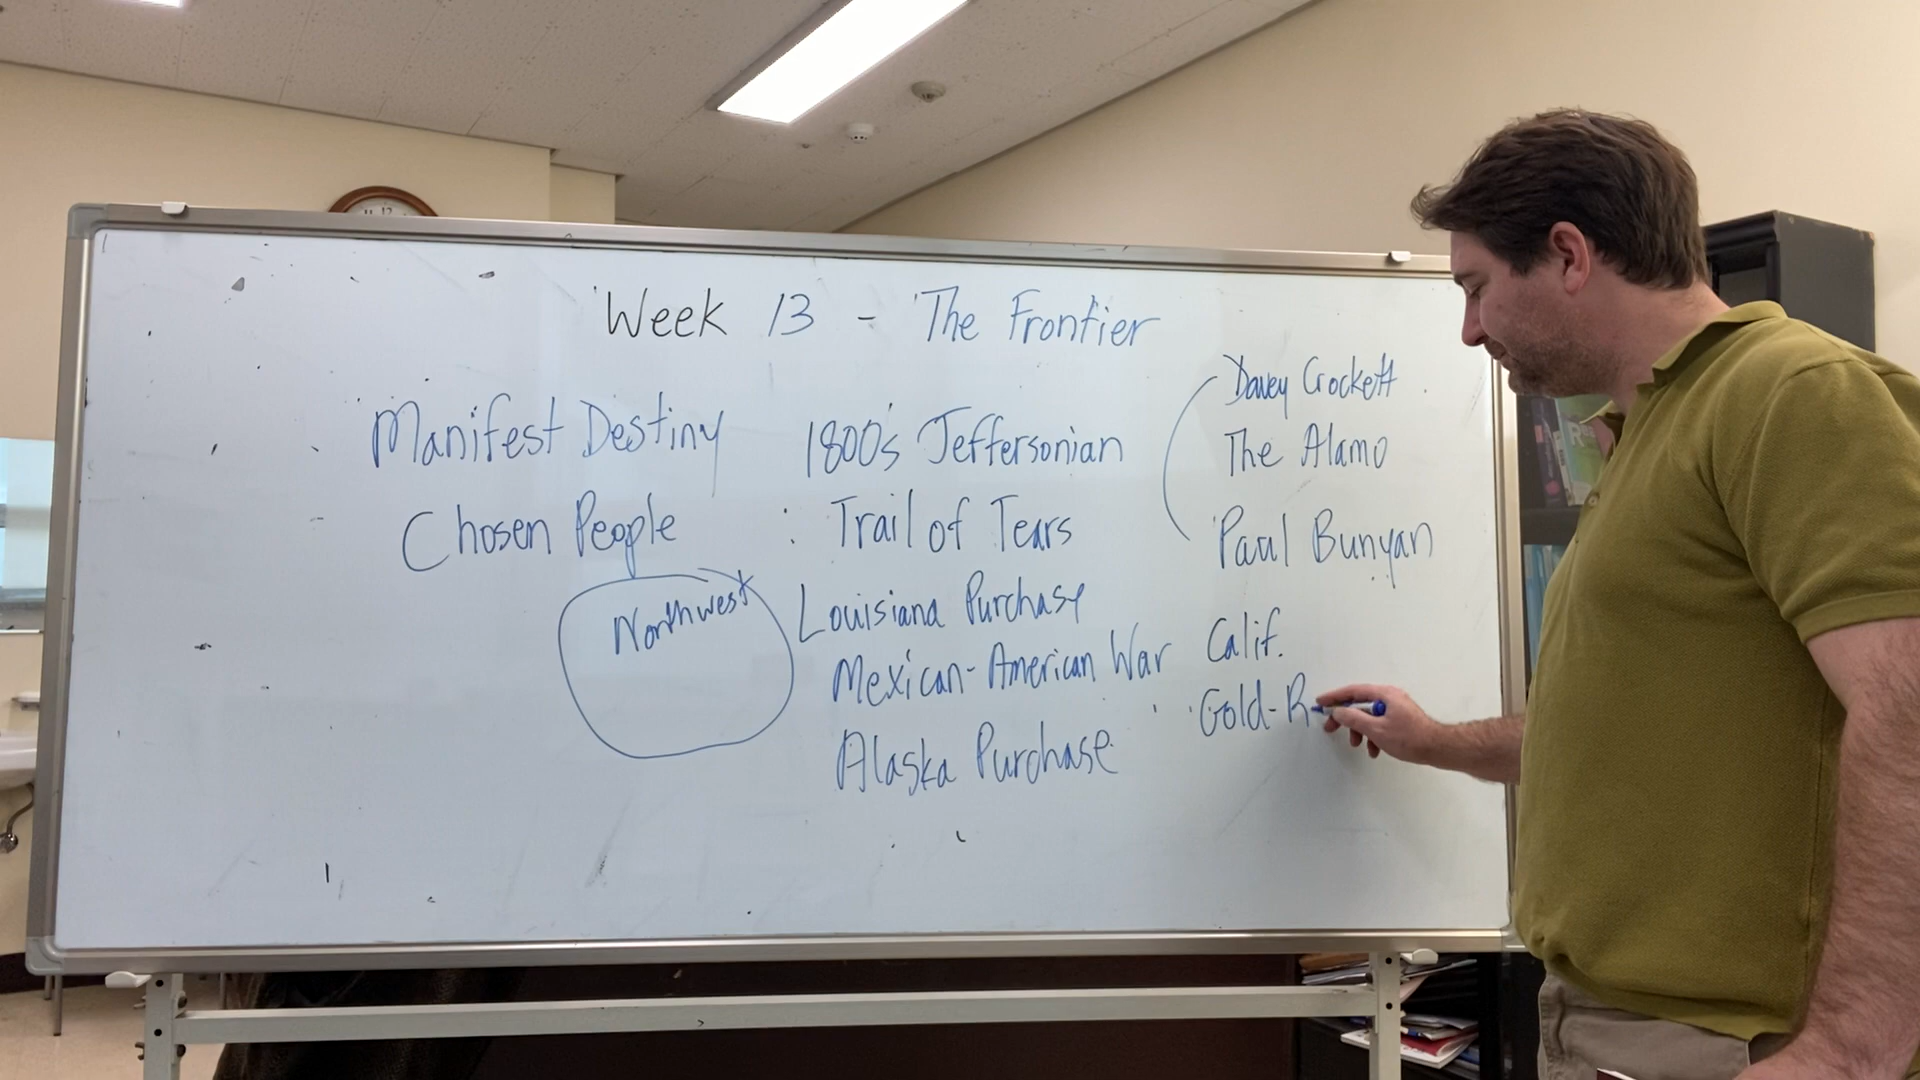 Week 13 - The Frontier
Manifest Destiny
Chosen People
Northwest
1800's Jeffersonian
Trail of Tears
Louisiana Purchase
Mexican-American War
Alaska Purchase
Davey Crockett
The Alamo
Paul Bunyan
Calif.
Gold-R